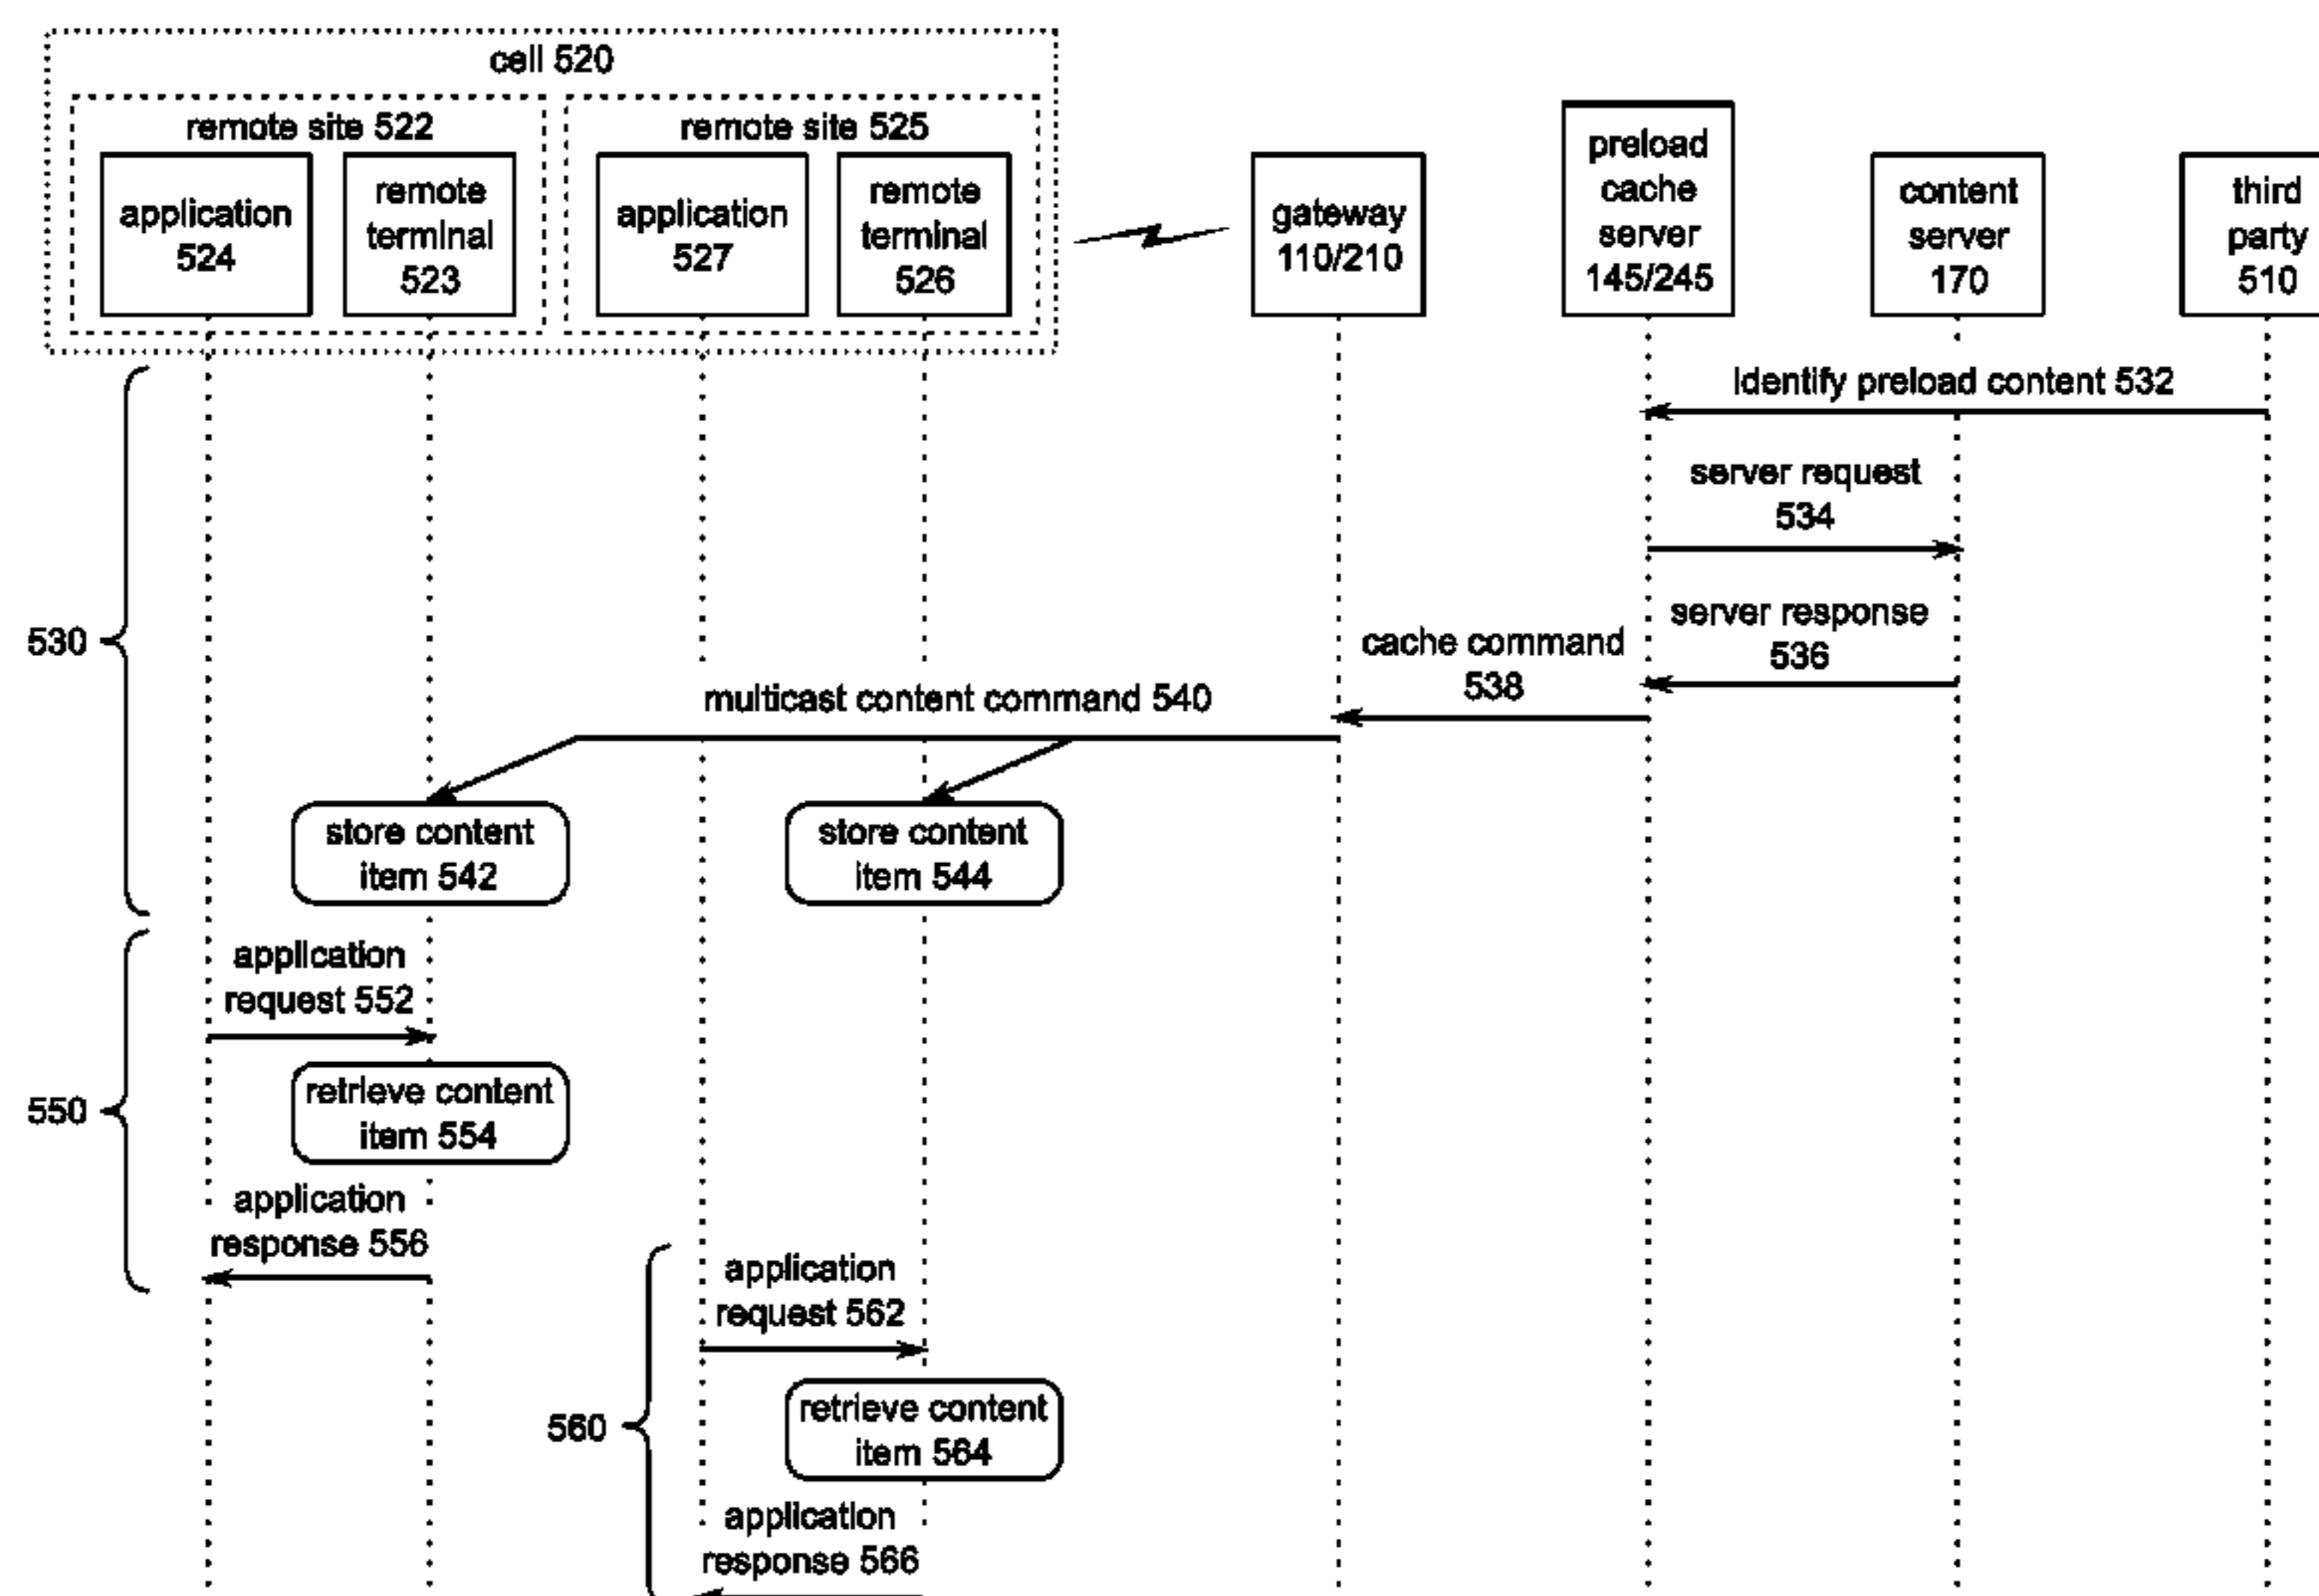 cell 520
remote site 522
remote site 525
application
524
remote
terminal
523
application
527
remote
terminal
526
gateway
110/210
preload
cache
server
145/245
content
server
170
third
party
510
identify preload content 532
server request
534
server response
536
cache command
538
multicast content command 540
530
store content
item 542
store content
item 544
application
request 552
550
retrieve content
item 554
application
response 556
application
request 562
560
retrieve content
item 564
application
response 566